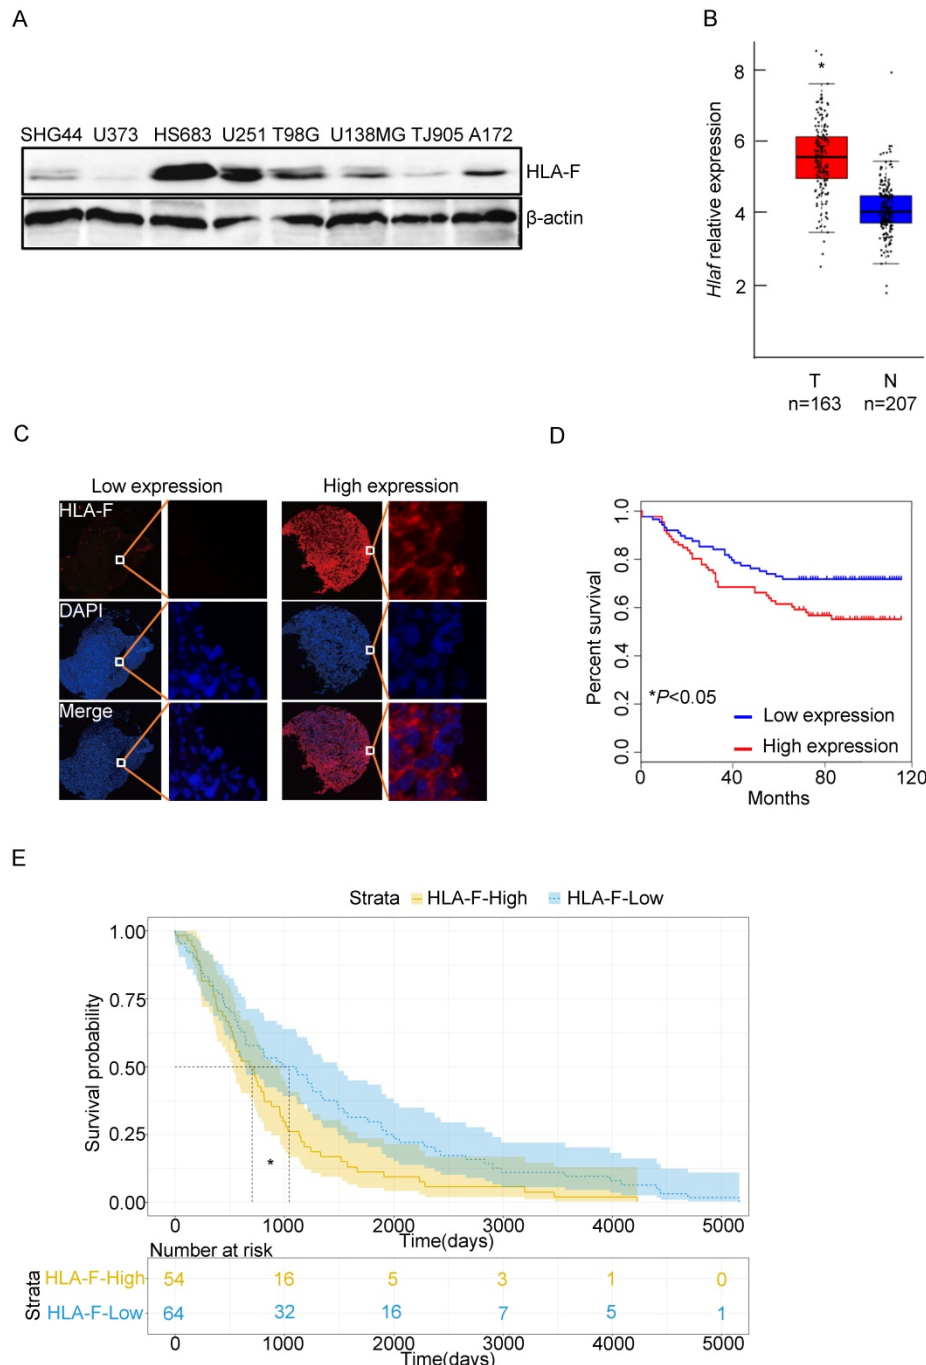 A
SHG44 U373 HS683 U251 T98G U138MG TJ905 A172
HLA-F
β-actin
B
Hlaf relative expression
8
*
6
4
2
T N
n=163 n=207
C
Low expression High expression
HLA-F
DAPI
Merge
D
Percent survival
1.0
0.8
0.6
0.4
0.2
0.0
*P<0.05
Low expression
High expression
0 40 80 120
Months
E
Strata HLA-F-High HLA-F-Low
Survival probability
1.00
0.75
0.50
0.25
0.00
*
0 1000 2000 3000 4000 5000
Time(days)
Number at risk
Strata
HLA-F-High 54 16 5 3 1 0
HLA-F-Low 64 32 16 7 5 1
0 1000 2000 3000 4000 5000
Time(days)